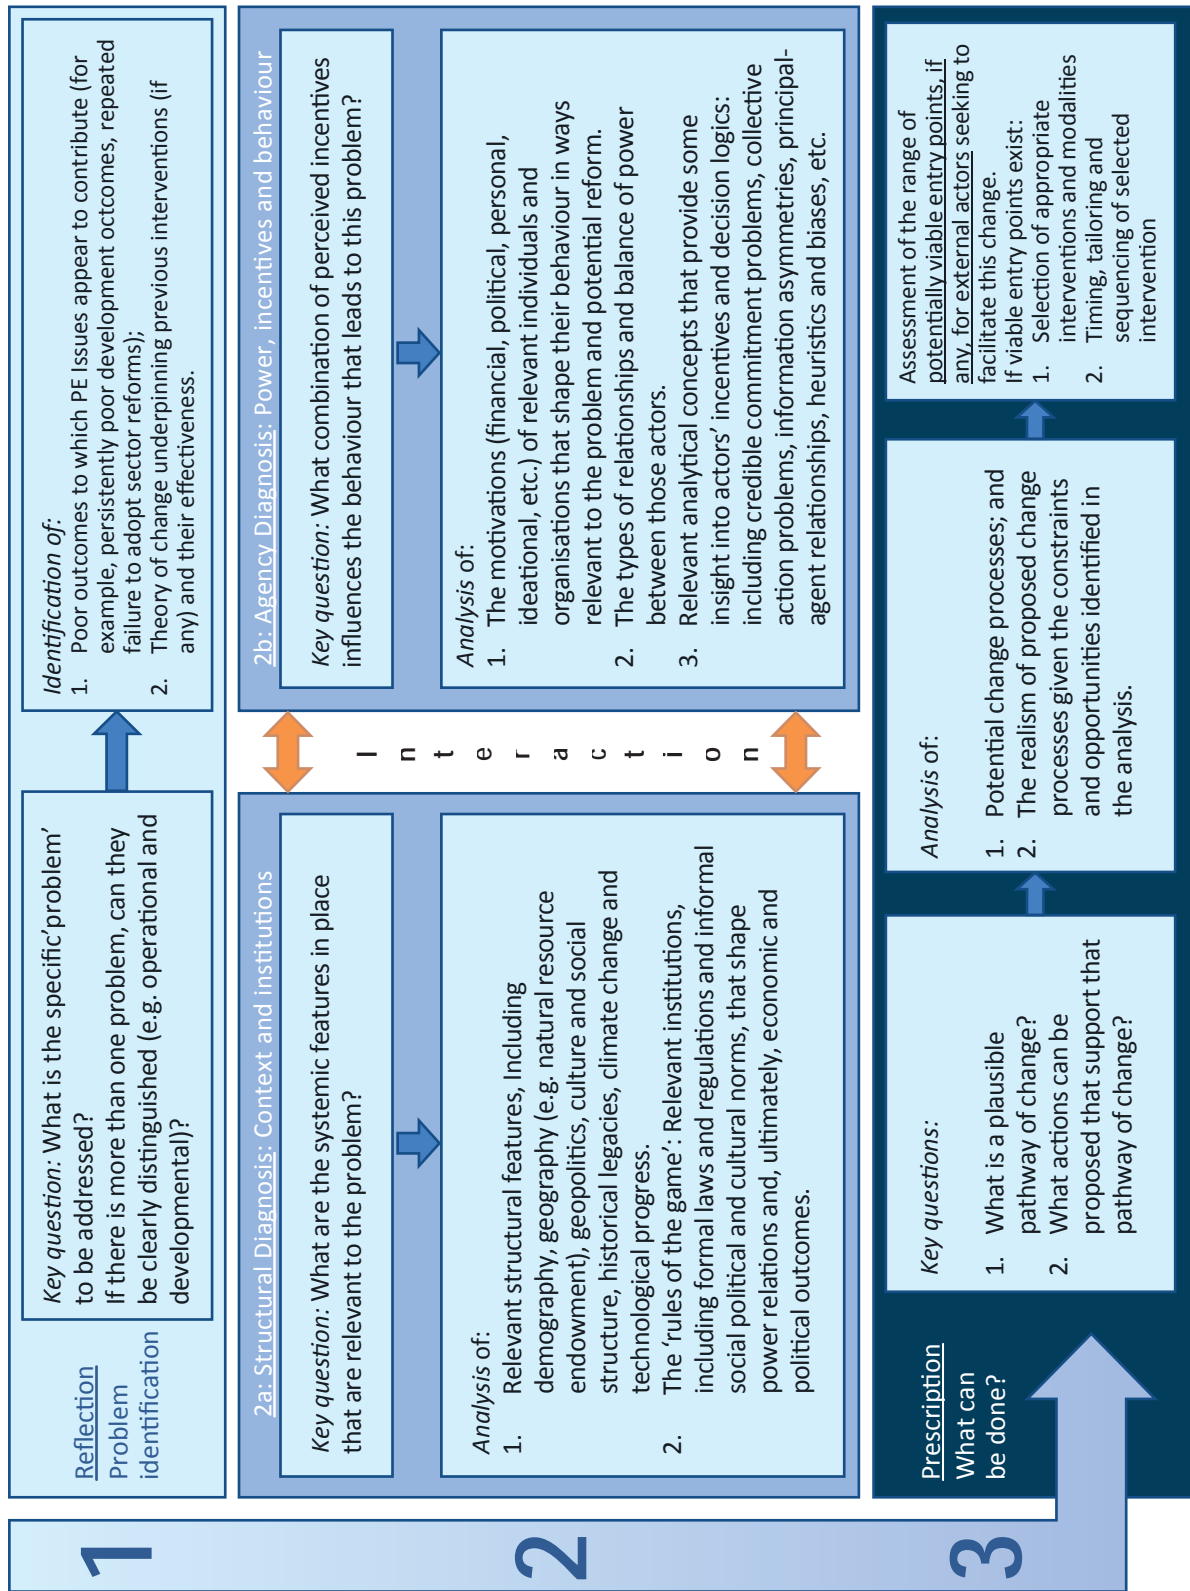 1
Reflection
Problem
identification
Key question: What is the specific‘problem’
to be addressed?
If there is more than one problem, can they
be clearly distinguished (e.g. operational and
developmental)?
Identification of:
1. Poor outcomes to which PE Issues appear to contribute (for
example, persistently poor development outcomes, repeated
failure to adopt sector reforms);
2. Theory of change underpinning previous interventions (if
any) and their effectiveness.
2
2a: Structural Diagnosis: Context and institutions
Key question: What are the systemic features in place
that are relevant to the problem?
Analysis of:
1. Relevant structural features, Including
demography, geography (e.g. natural resource
endowment), geopolitics, culture and social
structure, historical legacies, climate change and
technological progress.
2. The ‘rules of the game’: Relevant institutions,
including formal laws and regulations and informal
social political and cultural norms, that shape
power relations and, ultimately, economic and
political outcomes.
Interaction
2b: Agency Diagnosis: Power, incentives and behaviour
Key question: What combination of perceived incentives
influences the behaviour that leads to this problem?
Analysis of:
1. The motivations (financial, political, personal,
ideational, etc.) of relevant individuals and
organisations that shape their behaviour in ways
relevant to the problem and potential reform.
2. The types of relationships and balance of power
between those actors.
3. Relevant analytical concepts that provide some
insight into actors’ incentives and decision logics:
including credible commitment problems, collective
action problems, information asymmetries, principal-
agent relationships, heuristics and biases, etc.
3
Prescription
What can
be done?
Key questions:
1. What is a plausible
pathway of change?
2. What actions can be
proposed that support that
pathway of change?
Analysis of:
1. Potential change processes; and
2. The realism of proposed change
processes given the constraints
and opportunities identified in
the analysis.
Assessment of the range of
potentially viable entry points, if
any, for external actors seeking to
facilitate this change.
If viable entry points exist:
1. Selection of appropriate
interventions and modalities
2. Timing, tailoring and
sequencing of selected
intervention